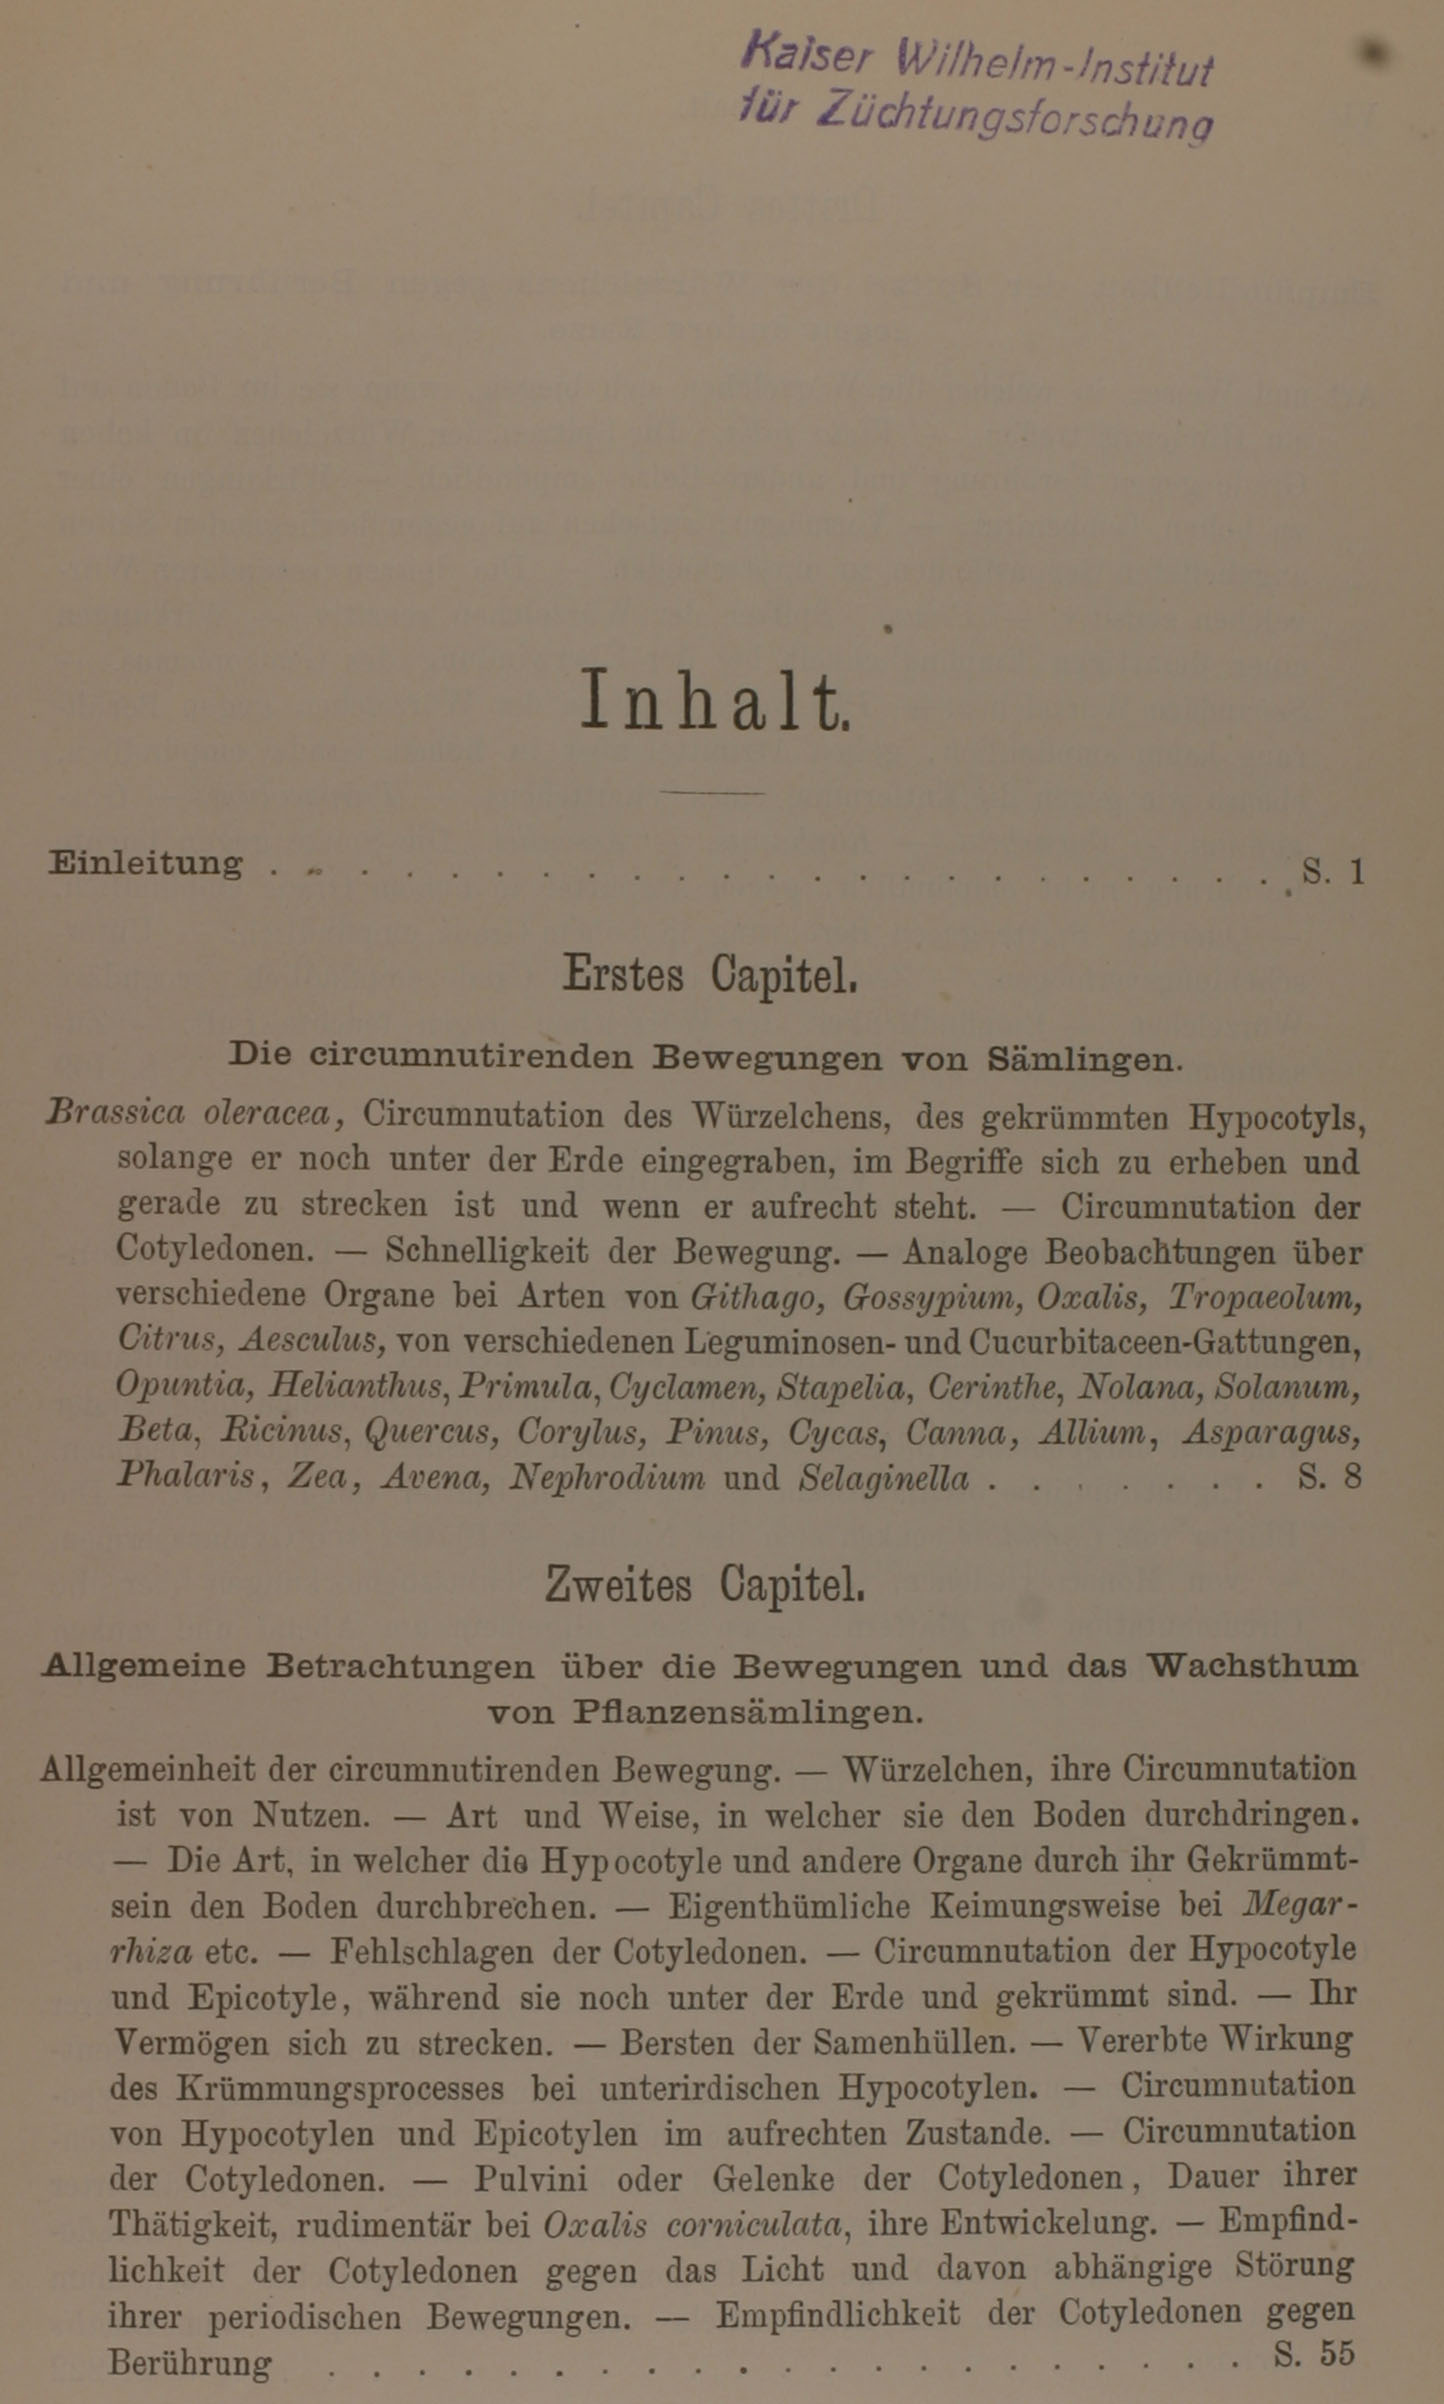 Kaiser Wilhelm-Institut
für Züchtungsforschung
Inhalt.
Einleitung . . . . . . . . . . . . . . . . . . . . . . . S. 1
Erstes Capitel.
Die circumnutirenden Bewegungen von Sämlingen.
Brassica oleracea, Circumnutation des Würzelchens, des gekrümmten Hypocotyls,
solange er noch unter der Erde eingegraben, im Begriffe sich zu erheben und
gerade zu strecken ist und wenn er aufrecht steht. — Circumnutation der
Cotyledonen. — Schnelligkeit der Bewegung. — Analoge Beobachtungen über
verschiedene Organe bei Arten von Githago, Gossypium, Oxalis, Tropaeolum,
Citrus, Aesculus, von verschiedenen Leguminosen- und Cucurbitaceen-Gattungen,
Opuntia, Helianthus, Primula, Cyclamen, Stapelia, Cerinthe, Nolana, Solanum,
Beta, Ricinus, Quercus, Corylus, Pinus, Cycas, Canna, Allium, Asparagus,
Phalaris, Zea, Avena, Nephrodium und Selaginella . . . . . . . S. 8
Zweites Capitel.
Allgemeine Betrachtungen über die Bewegungen und das Wachsthum
von Pflanzensämlingen.
Allgemeinheit der circumnutirenden Bewegung. — Würzelchen, ihre Circumnutation
ist von Nutzen. — Art und Weise, in welcher sie den Boden durchdringen.
— Die Art, in welcher die Hypocotyle und andere Organe durch ihr Gekrümmt-
sein den Boden durchbrechen. — Eigenthümliche Keimungsweise bei Megar-
rhiza etc. — Fehlschlagen der Cotyledonen. — Circumnutation der Hypocotyle
und Epicotyle, während sie noch unter der Erde und gekrümmt sind. — Ihr
Vermögen sich zu strecken. — Bersten der Samenhüllen. — Vererbte Wirkung
des Krümmungsprocesses bei unterirdischen Hypocotylen. — Circumnutation
von Hypocotylen und Epicotylen im aufrechten Zustande. — Circumnutation
der Cotyledonen. — Pulvini oder Gelenke der Cotyledonen, Dauer ihrer
Thätigkeit, rudimentär bei Oxalis corniculata, ihre Entwickelung. — Empfind-
lichkeit der Cotyledonen gegen das Licht und davon abhängige Störung
ihrer periodischen Bewegungen. — Empfindlichkeit der Cotyledonen gegen
Berührung . . . . . . . . . . . . . . . . . . . . . S. 55